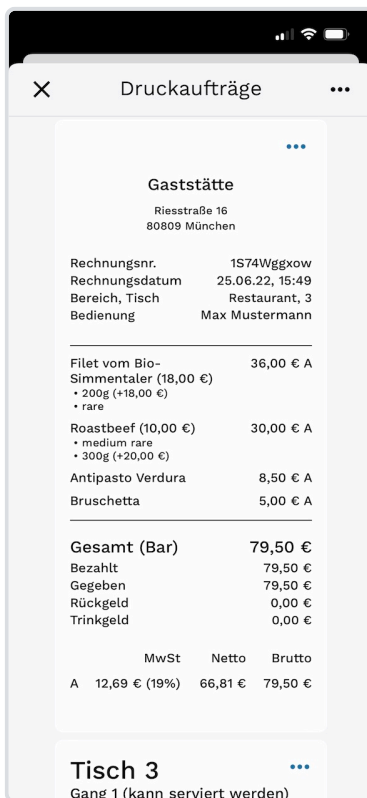 Druckaufträge
Gaststätte
Riesstraße 16
80809 München
Rechnungsnr. 1S74Wggxow
Rechnungsdatum 25.06.22, 15:49
Bereich, Tisch Restaurant, 3
Bedienung Max Mustermann
Filet vom Bio- 36,00 € A
Simmentaler (18,00 €)
• 200g (+18,00 €)
• rare
Roastbeef (10,00 €) 30,00 € A
• medium rare
• 300g (+20,00 €)
Antipasto Verdura 8,50 € A
Bruschetta 5,00 € A
Gesamt (Bar) 79,50 €
Bezahlt 79,50 €
Gegeben 79,50 €
Rückgeld 0,00 €
Trinkgeld 0,00 €
MwSt Netto Brutto
A 12,69 € (19%) 66,81 € 79,50 €
Tisch 3
Gang 1 (kann serviert werden)